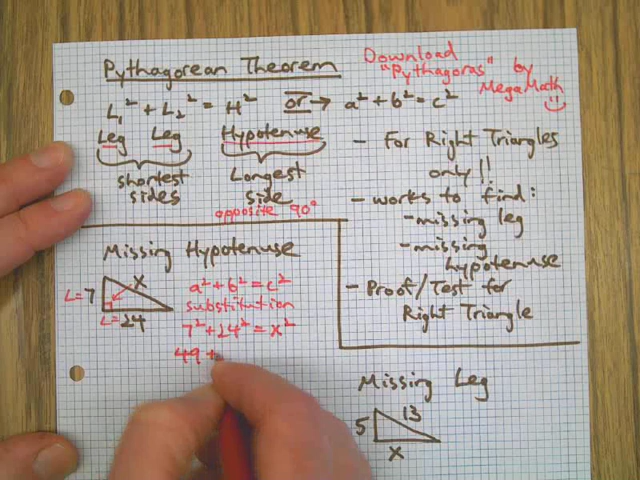 Pythagorean Theorem
Download
"Pythagoras" by
MegaMath
L₁² + L₂² = H² or → a² + b² = c²
Leg Leg Hypotenuse
shortest
sides
Longest
side
opposite 90°
- For Right Triangles
only!!
- works to find:
- missing leg
- missing
hypotenuse
- Proof/Test for
Right Triangle
Missing Hypotenuse
L=7
x
L=24
a² + b² = c²
substitution
7² + 24² = x²
49 +
Missing Leg
5
13
x